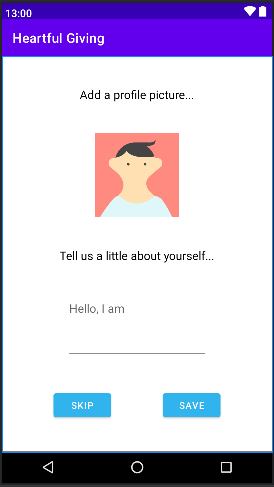 13:00
Heartful Giving
Add a profile picture...
Tell us a little about yourself...
Hello, I am
SKIP SAVE